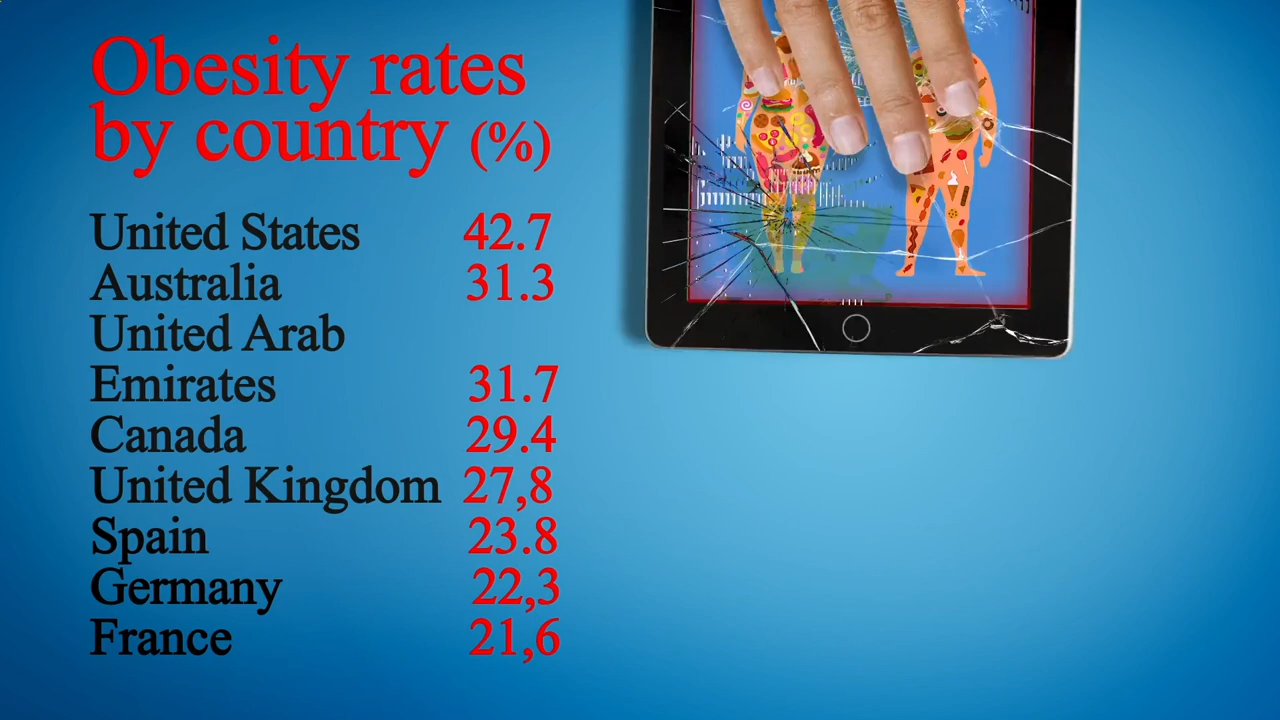 Obesity rates
by country (%)
United States 42.7
Australia 31.3
United Arab
Emirates 31.7
Canada 29.4
United Kingdom 27,8
Spain 23.8
Germany 22,3
France 21,6